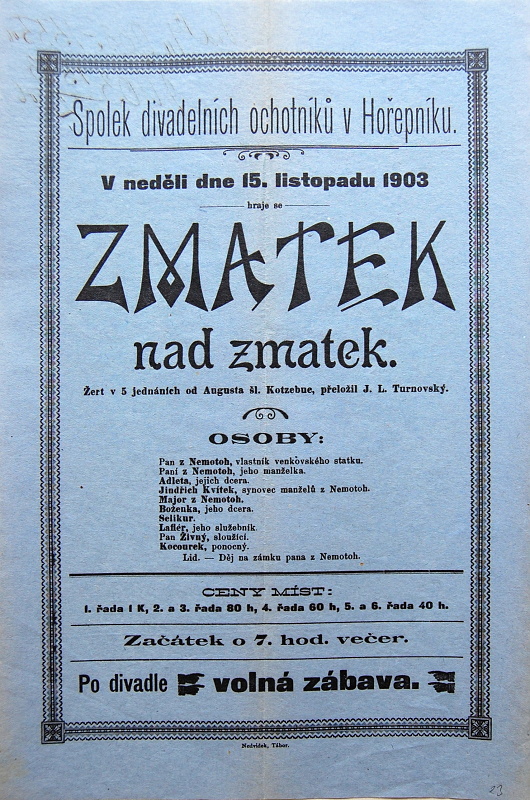 Spolek divadelních ochotníků v Hořepníku.
V neděli dne 15. listopadu 1903
hraje se
ZMATEK
nad zmatek.
Žert v 5 jednáních od Augusta šl. Kotzebue, přeložil J. L. Turnovský.
OSOBY:
Pan z Nemotoh, vlastník venkovského statku.
Paní z Nemotoh, jeho manželka.
Adleta, jejich dcera.
Jindřich Kvítek, synovec manželů z Nemotoh.
Major z Nemotoh.
Boženka, jeho dcera.
Selikur.
Laflér, jeho služebník.
Pan Živný, sloužící.
Kocourek, ponocný.
Lid. — Děj na zámku pana z Nemotoh.
CENY MÍST:
1. řada 1 K, 2. a 3. řada 80 h, 4. řada 60 h, 5. a 6. řada 40 h.
Začátek o 7. hod. večer.
Po divadle volná zábava.
Nedvídek, Tábor.
23